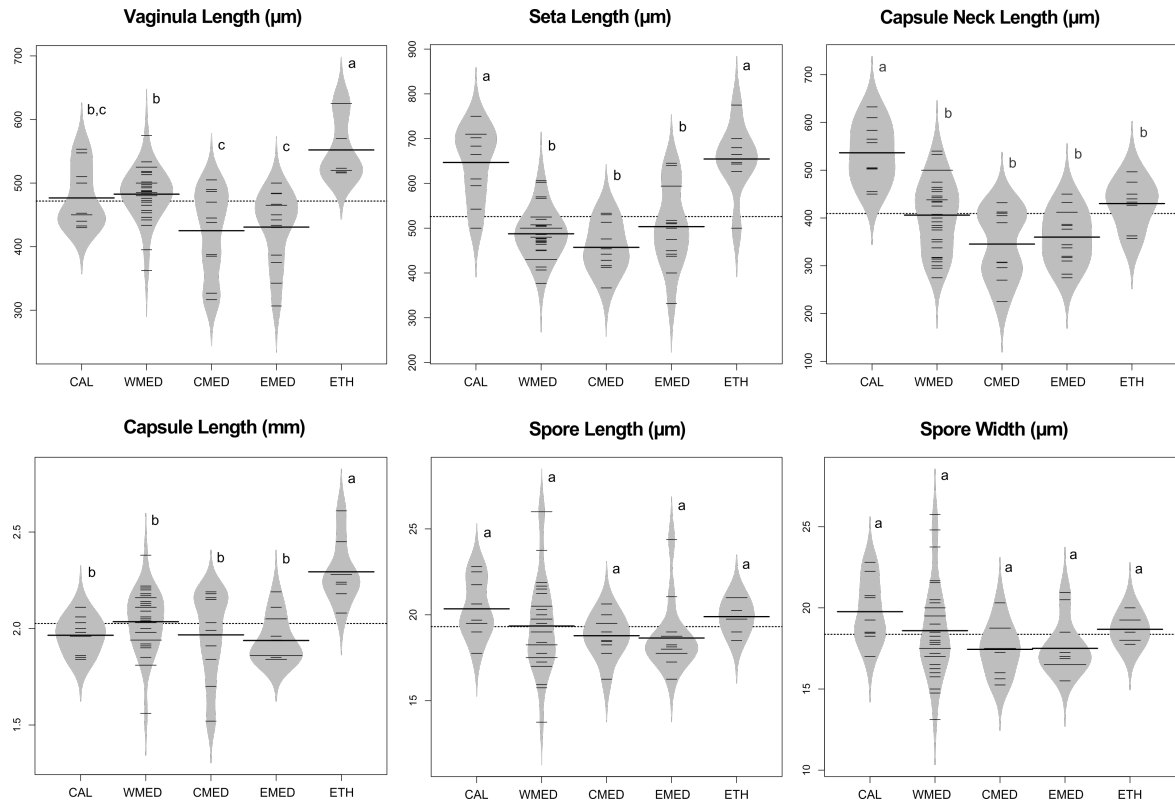 Vaginula Length (µm)
700
600
500
400
300
b,c
b
c
c
a
CAL WMED CMED EMED ETH
Seta Length (µm)
900
800
700
600
500
400
300
200
a
b
b
b
a
CAL WMED CMED EMED ETH
Capsule Neck Length (µm)
700
600
500
400
300
200
100
a
b
b
b
b
CAL WMED CMED EMED ETH
Capsule Length (mm)
2.5
2.0
1.5
b
b
b
b
a
CAL WMED CMED EMED ETH
Spore Length (µm)
25
20
15
a
a
a
a
a
CAL WMED CMED EMED ETH
Spore Width (µm)
25
20
15
10
a
a
a
a
a
CAL WMED CMED EMED ETH